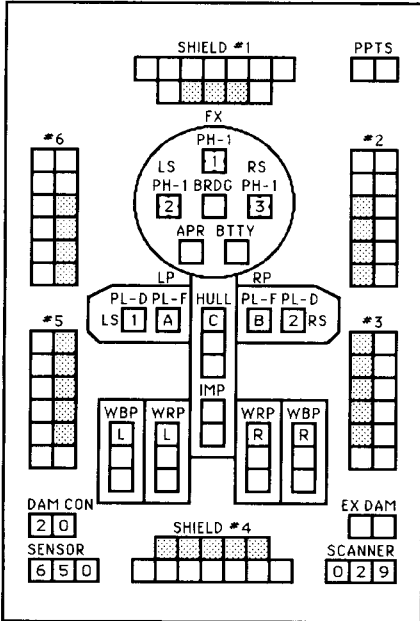 SHIELD #1 PPTS
FX
#6 PH-1 #2
LS 1 RS
PH-1 BRDG PH-1
2 3
APR BTTY
LP RP
PL-D PL-F HULL PL-F PL-D
#5 LS 1 A C B 2 RS #3
IMP
WBP WRP WRP WBP
L L R R
DAM CON EX DAM
2 0
SENSOR SHIELD #4 SCANNER
6 5 0 0 2 9